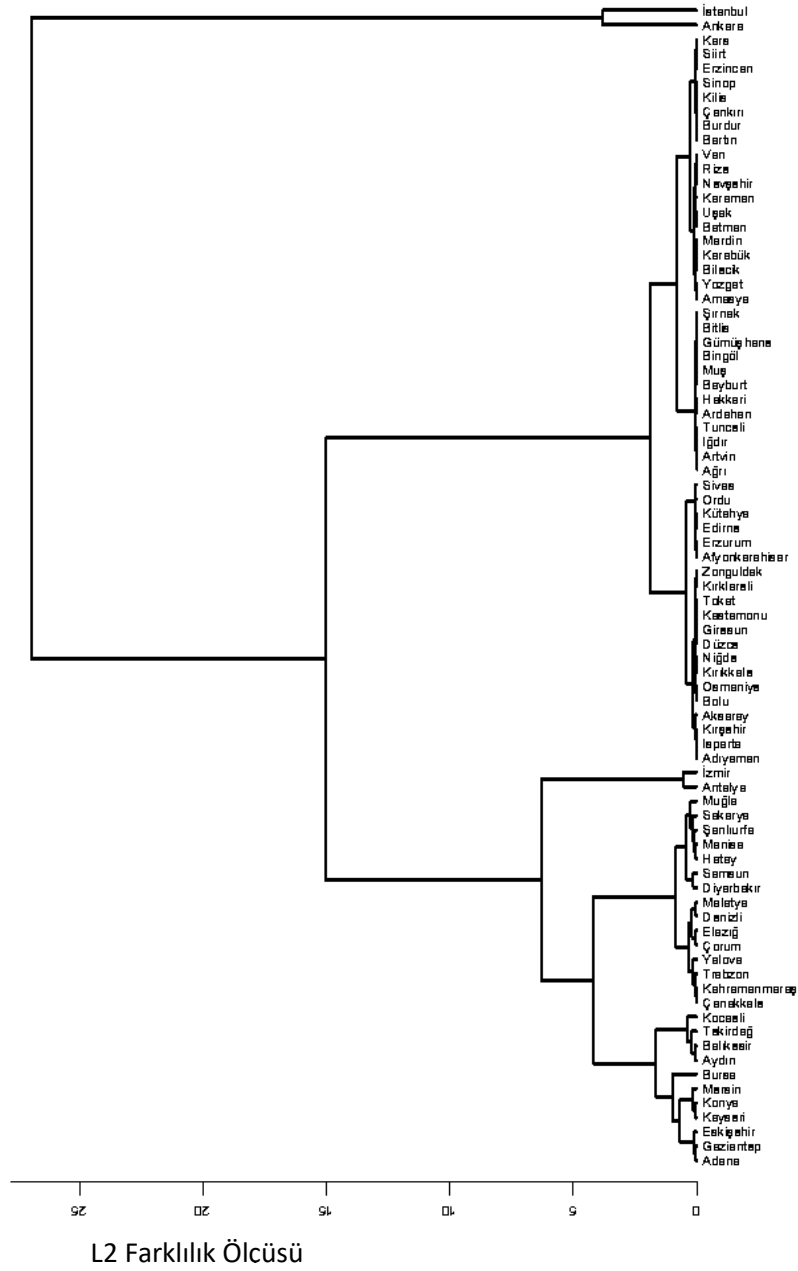 İstanbul
Ankara
Kars
Siirt
Erzincan
Sinop
Kilis
Çankırı
Burdur
Bartın
Van
Rize
Nevşehir
Karaman
Uşak
Batman
Mardin
Karabük
Bilecik
Yozgat
Amasya
Şırnak
Bitlis
Gümüşhane
Bingöl
Muş
Bayburt
Hakkari
Ardahan
Tunceli
Iğdır
Artvin
Ağrı
Sivas
Ordu
Kütahya
Edirne
Erzurum
Afyonkarahisar
Zonguldak
Kırklareli
Tokat
Kastamonu
Giresun
Düzce
Niğde
Kırıkkale
Osmaniye
Bolu
Aksaray
Kırşehir
Isparta
Adıyaman
İzmir
Antalya
Muğla
Sakarya
Şanlıurfa
Manisa
Hatay
Samsun
Diyarbakır
Malatya
Denizli
Elazığ
Çorum
Yalova
Trabzon
Kahramanmaraş
Çanakkale
Kocaeli
Tekirdağ
Balıkesir
Aydın
Bursa
Mersin
Konya
Kayseri
Eskişehir
Gaziantep
Adana
25 20 15 10 5 0
L2 Farklılık Ölçüsü